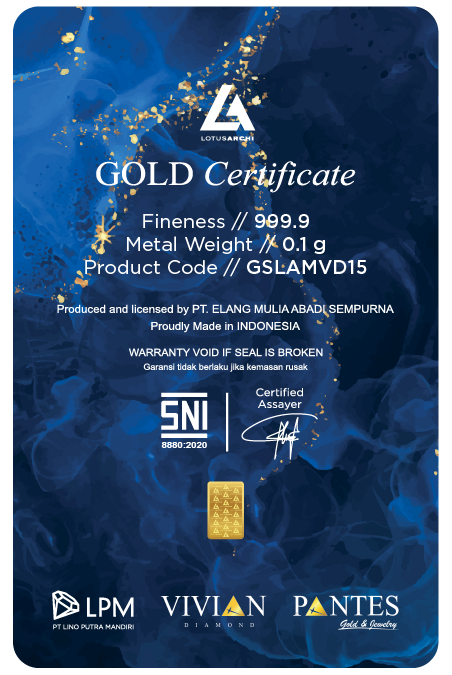 LOTUSARCHI
GOLD Certificate
Fineness // 999.9
Metal Weight // 0.1 g
Product Code // GSLAMVD15
Produced and licensed by PT. ELANG MULIA ABADI SEMPURNA
Proudly Made in INDONESIA
WARRANTY VOID IF SEAL IS BROKEN
Garansi tidak berlaku jika kemasan rusak
SNI
8880:2020
Certified
Assayer
LPM
PT LINO PUTRA MANDIRI
VIVIAN
DIAMOND
PANTES
Gold & Jewelry